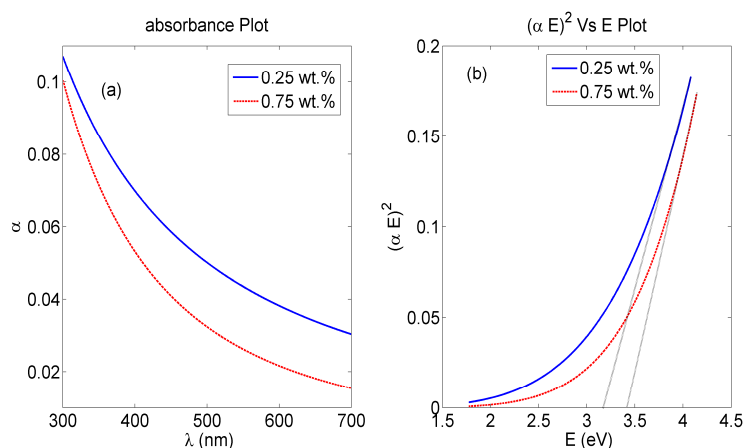 absorbance Plot
(a)
0.25 wt.%
0.75 wt.%
α
0.1
0.08
0.06
0.04
0.02
300 400 500 600 700
λ (nm)
(α E)² Vs E Plot
(b)
0.25 wt.%
0.75 wt.%
(α E)²
0.2
0.15
0.1
0.05
0
1.5 2 2.5 3 3.5 4 4.5
E (eV)